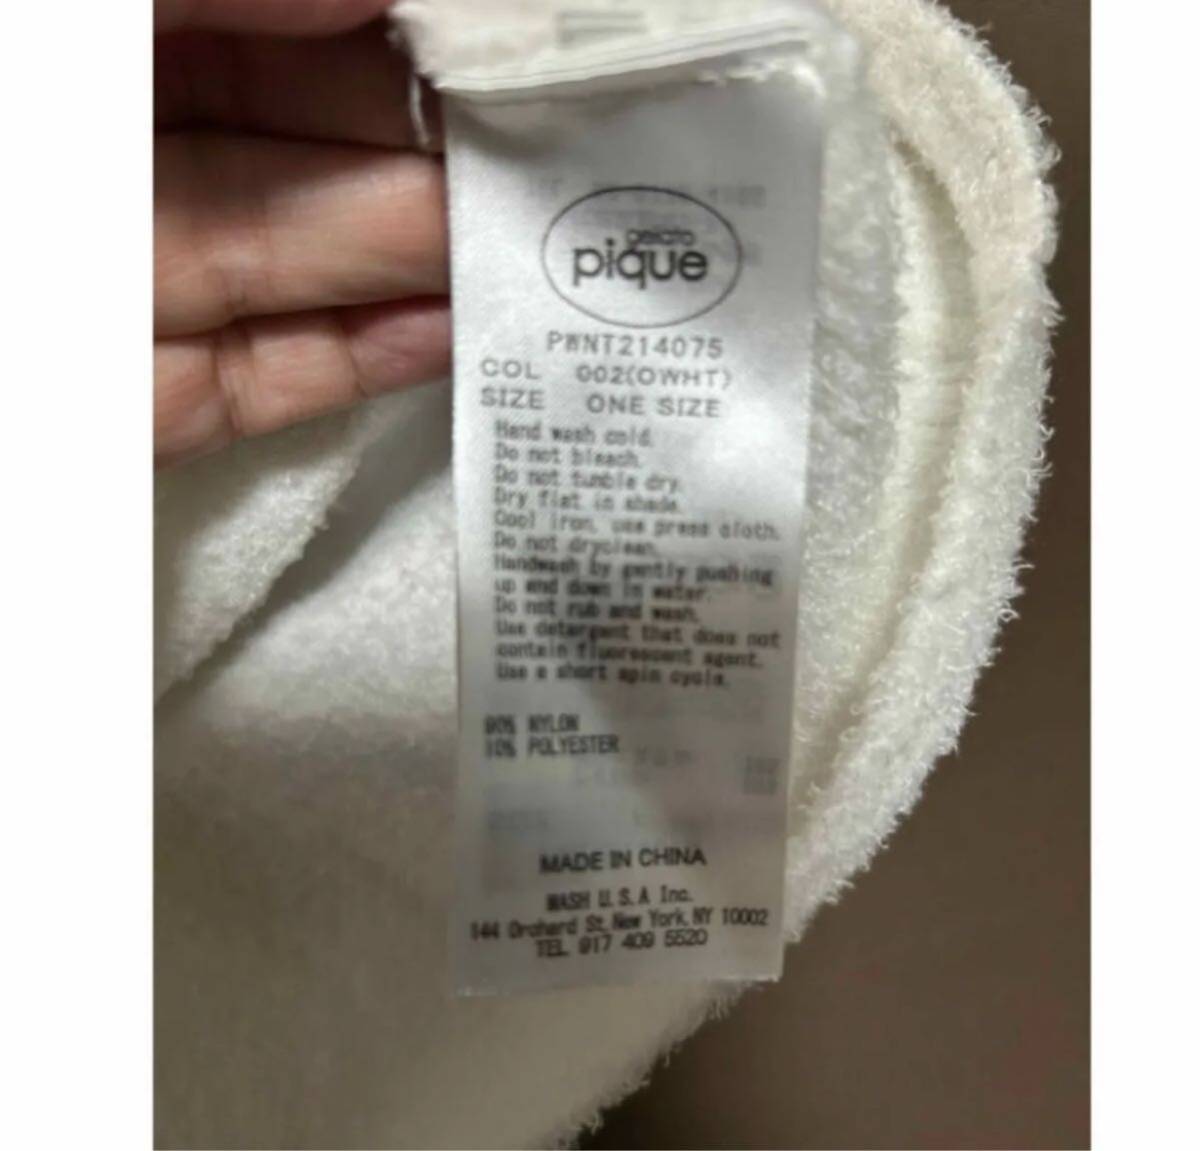 gelato
pique
PWNT214075
COL 002(OWHT)
SIZE ONE SIZE
Hand wash cold.
Do not bleach.
Do not tumble dry.
Dry flat in shade.
Cool iron, use press cloth.
Do not dryclean.
Handwash by gently pushing
up and down in water.
Do not rub and wash.
Use detergent that does not
contain fluorescent agent.
Use a short spin cycle.
90% NYLON
10% POLYESTER
MADE IN CHINA
MASH U.S.A Inc.
144 Orchard St, New York, NY 10002
TEL 917 409 5520